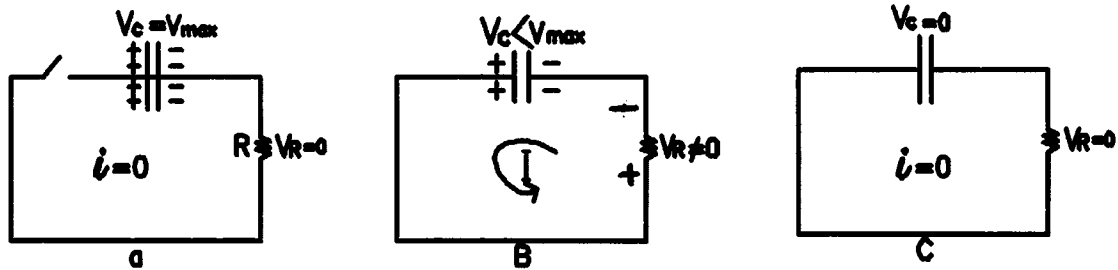 Vc=Vmax
+ −
+ −
+ −
+ −
R VR=0
i=0
a
Vc<Vmax
+ −
+ −
−
VR≠0
+
I
B
Vc=0
VR=0
i=0
C